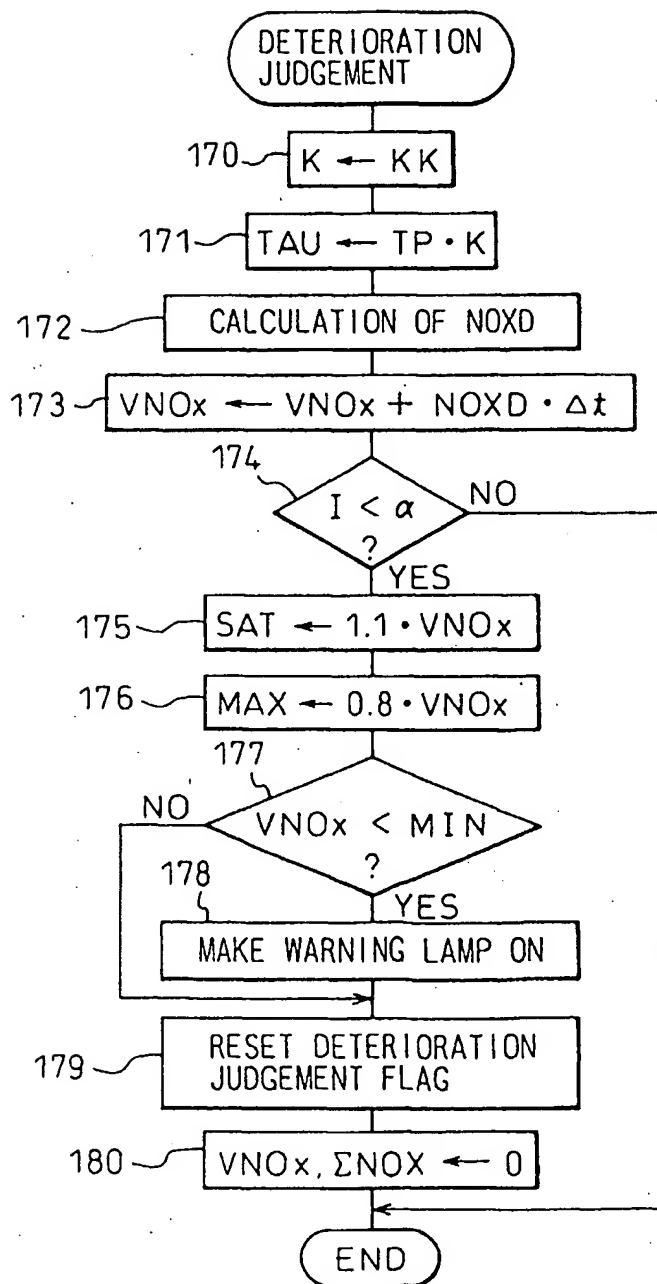 DETERIORATION
JUDGEMENT
170
K ← KK
171
TAU ← TP・K
172
CALCULATION OF NOXD
173
VNOx ← VNOx + NOXD・Δt
174
I < α
?
NO
YES
175
SAT ← 1.1・VNOx
176
MAX ← 0.8・VNOx
177
NO
VNOx < MIN
?
178
YES
MAKE WARNING LAMP ON
179
RESET DETERIORATION
JUDGEMENT FLAG
180
VNOx, ΣNOX ← 0
END